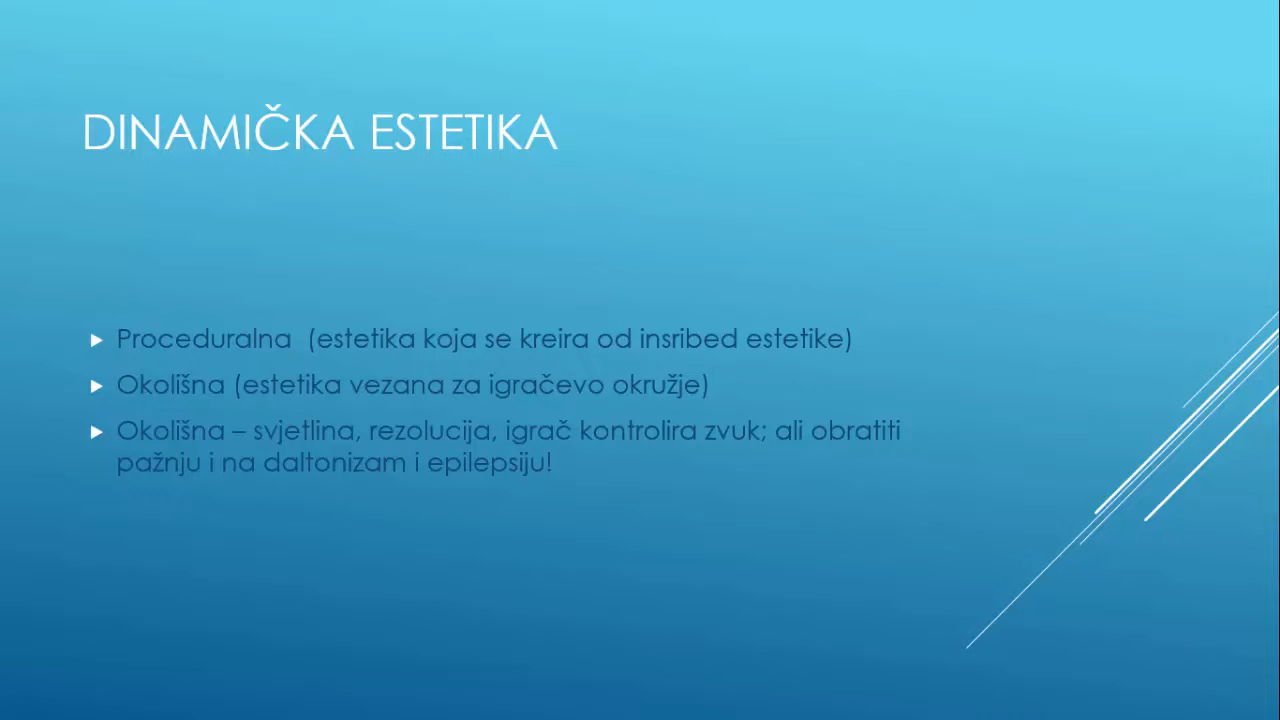 DINAMIČKA ESTETIKA
Proceduralna (estetika koja se kreira od insribed estetike)
Okolišna (estetika vezana za igračevo okružje)
Okolišna – svjetlina, rezolucija, igrač kontrolira zvuk; ali obratiti
pažnju i na daltonizam i epilepsiju!